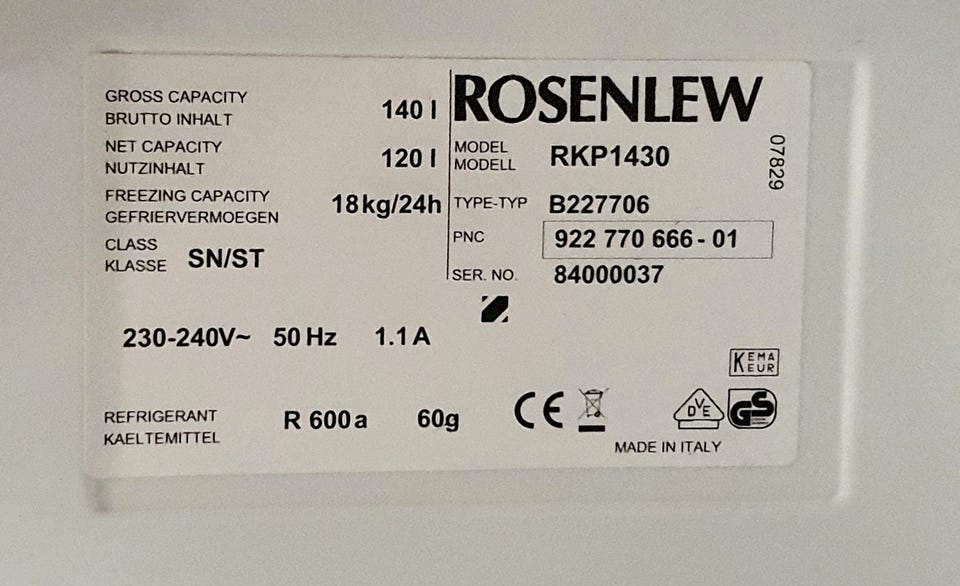 GROSS CAPACITY
BRUTTO INHALT
140 l
NET CAPACITY
NUTZINHALT
120 l
FREEZING CAPACITY
GEFRIERVERMOEGEN
18kg/24h
CLASS
KLASSE
SN/ST
ROSENLEW
MODEL
MODELL
RKP1430
TYPE-TYP B227706
PNC 922 770 666 - 01
SER. NO. 84000037
07829
230-240V~ 50 Hz 1.1 A
REFRIGERANT
KAELTEMITTEL
R 600a 60g
CE
KEMA
EUR
DVE
GS
MADE IN ITALY